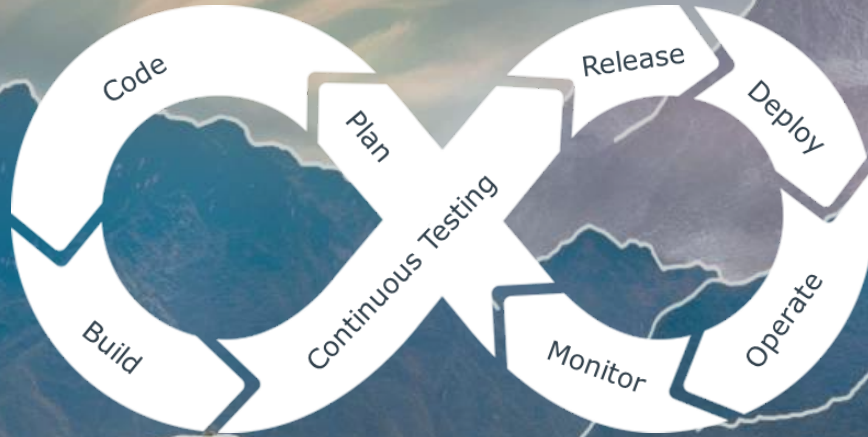 Plan
Code
Build
Continuous Testing
Release
Deploy
Operate
Monitor